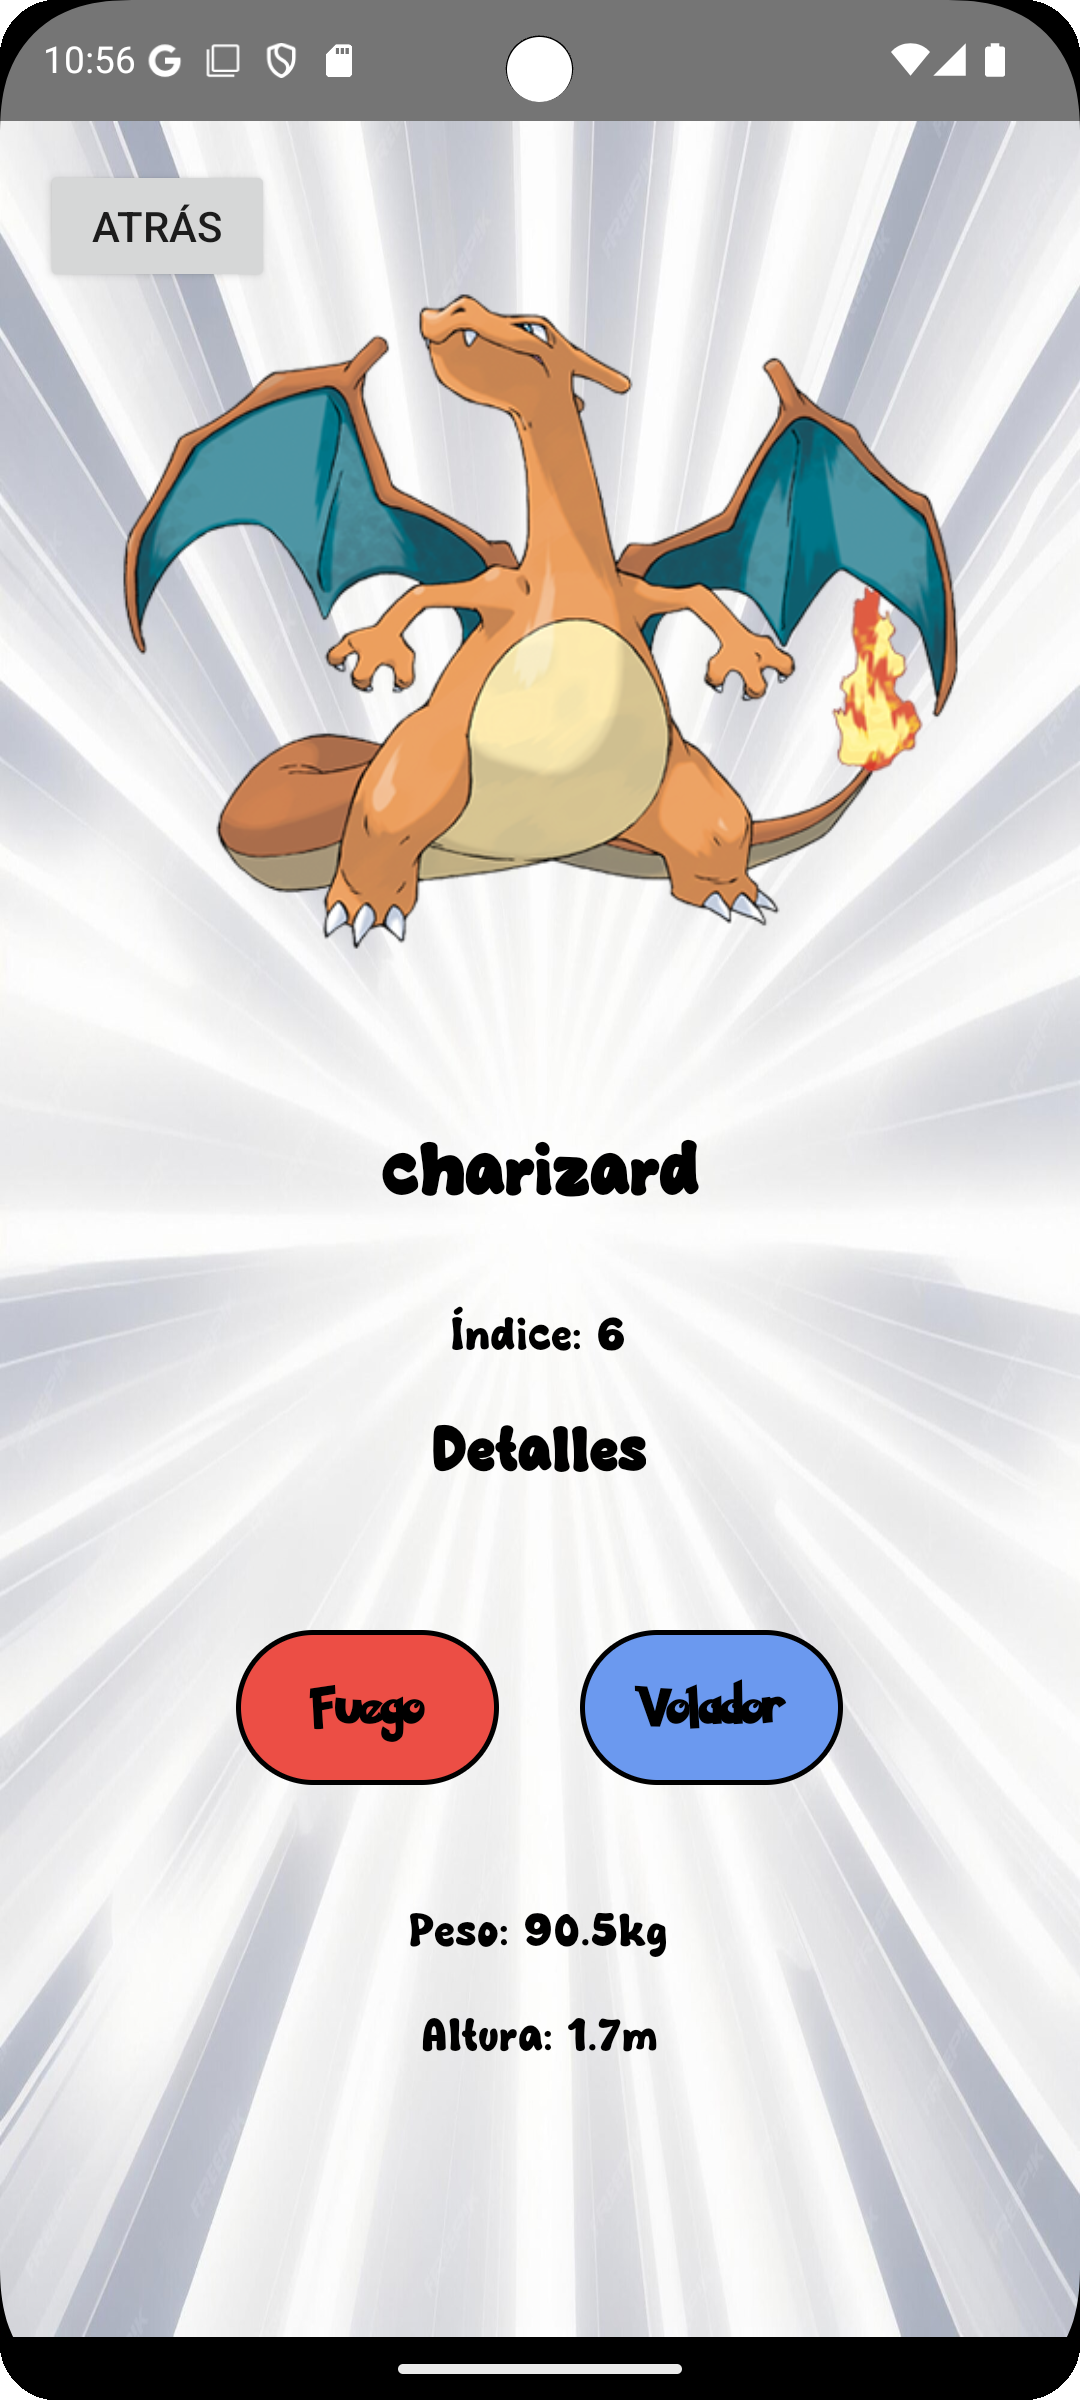 10:56
ATRÁS
charizard
Índice: 6
Detalles
Fuego Volador
Peso: 90.5kg
Altura: 1.7m